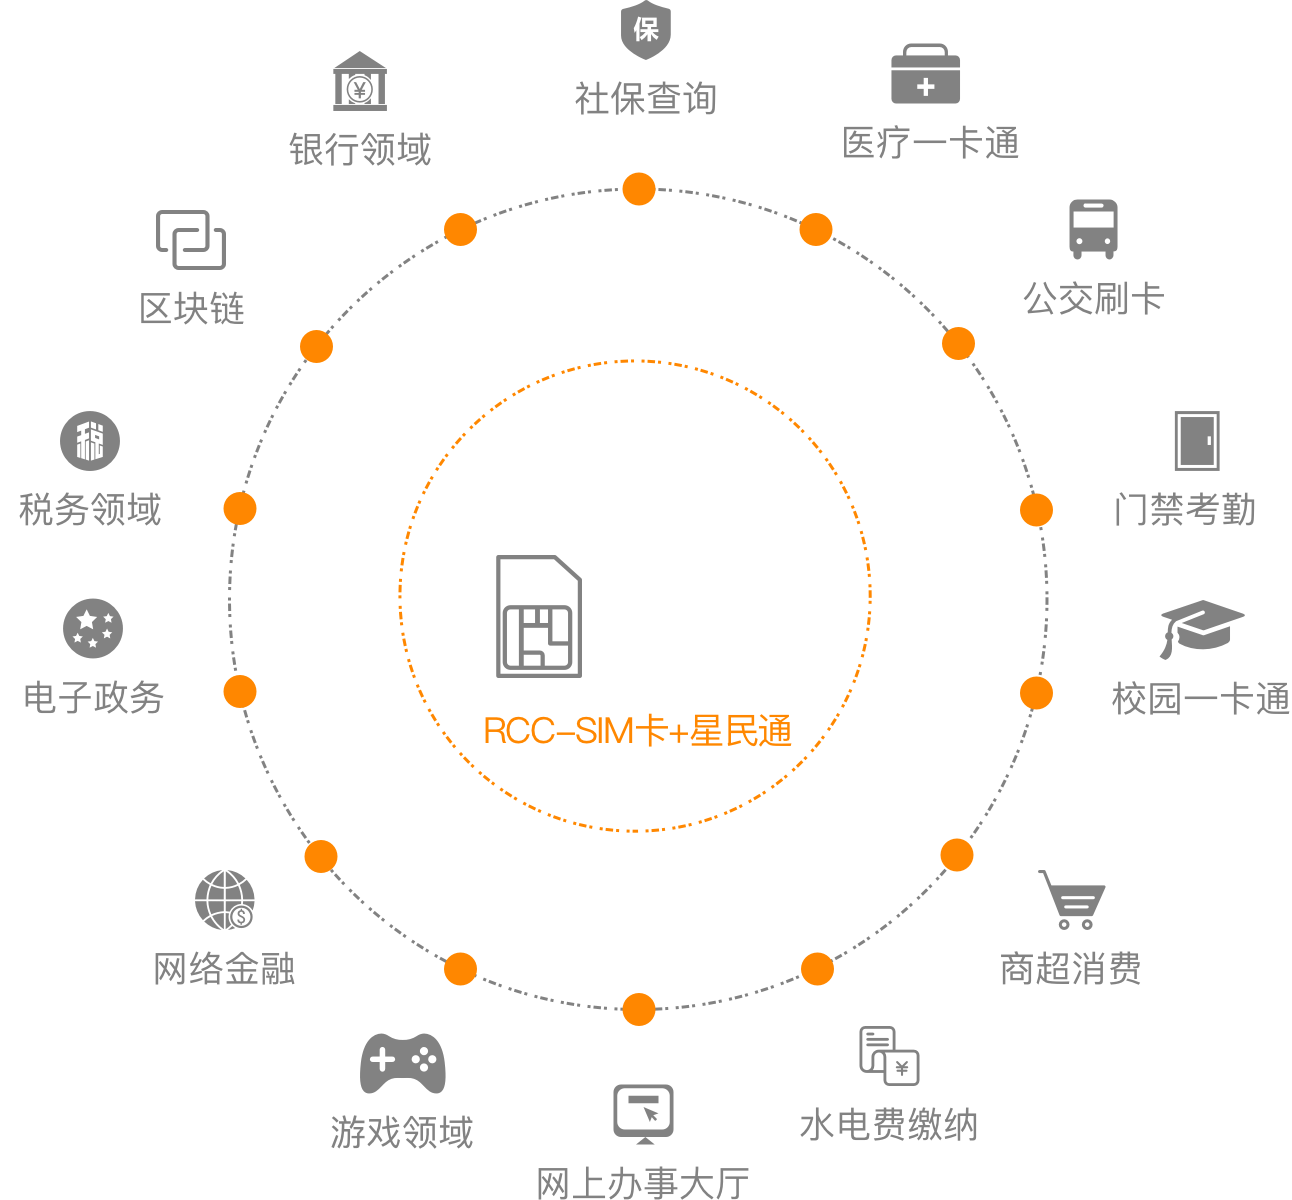 保
社保查询
医疗一卡通
¥
银行领域
公交刷卡
区块链
税
税务领域
门禁考勤
电子政务
校园一卡通
RCC-SIM卡+星民通
$
网络金融
商超消费
¥
水电费缴纳
游戏领域
网上办事大厅